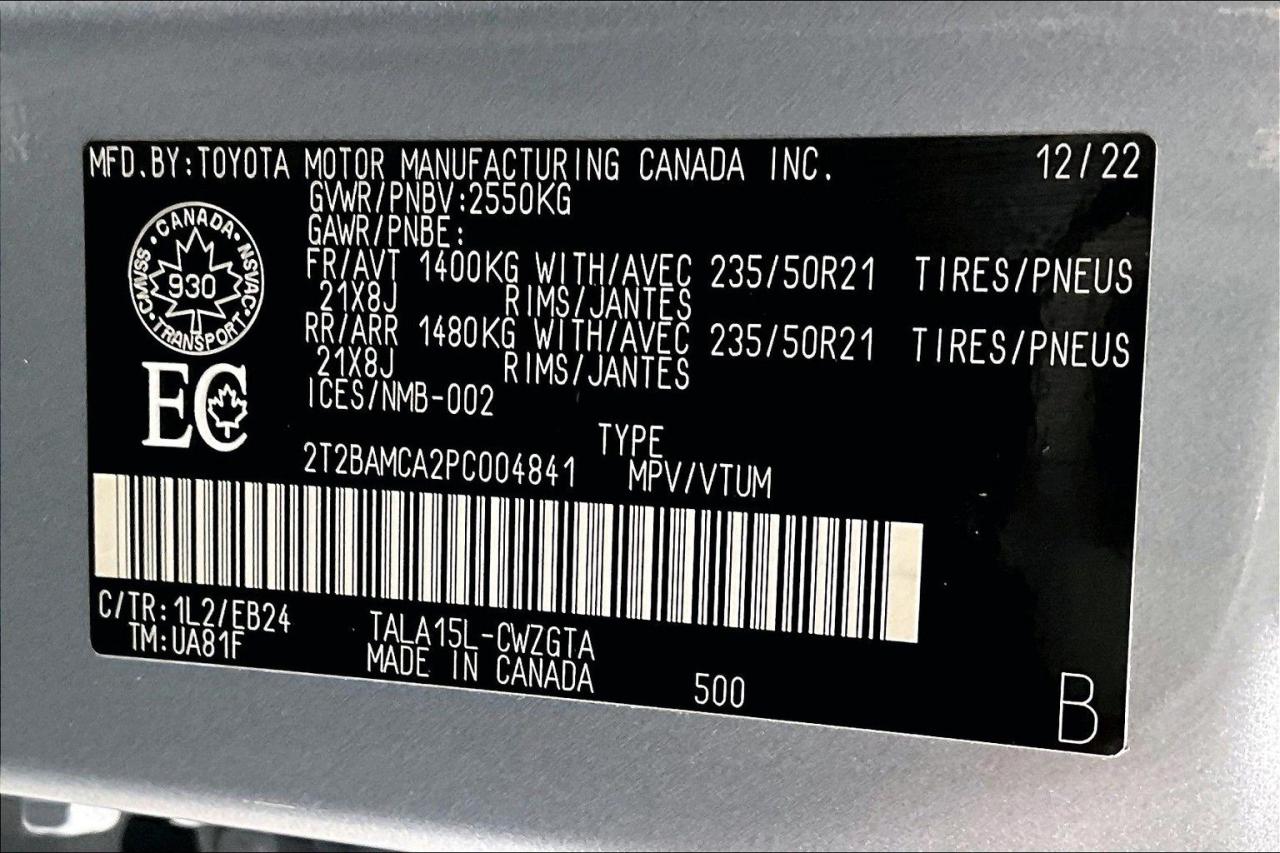 MFD.BY:TOYOTA MOTOR MANUFACTURING CANADA INC. 12/22
GVWR/PNBV:2550KG
GAWR/PNBE:
FR/AVT 1400KG WITH/AVEC 235/50R21 TIRES/PNEUS
21X8J RIMS/JANTES
RR/ARR 1480KG WITH/AVEC 235/50R21 TIRES/PNEUS
21X8J RIMS/JANTES
ICES/NMB-002
CANADA
CMVSS
930
NSVAC
TRANSPORT
EC
TYPE
2T2BAMCA2PC004841 MPV/VTUM
C/TR:1L2/EB24 TALA15L-CWZGTA
TM:UA81F MADE IN CANADA 500
B